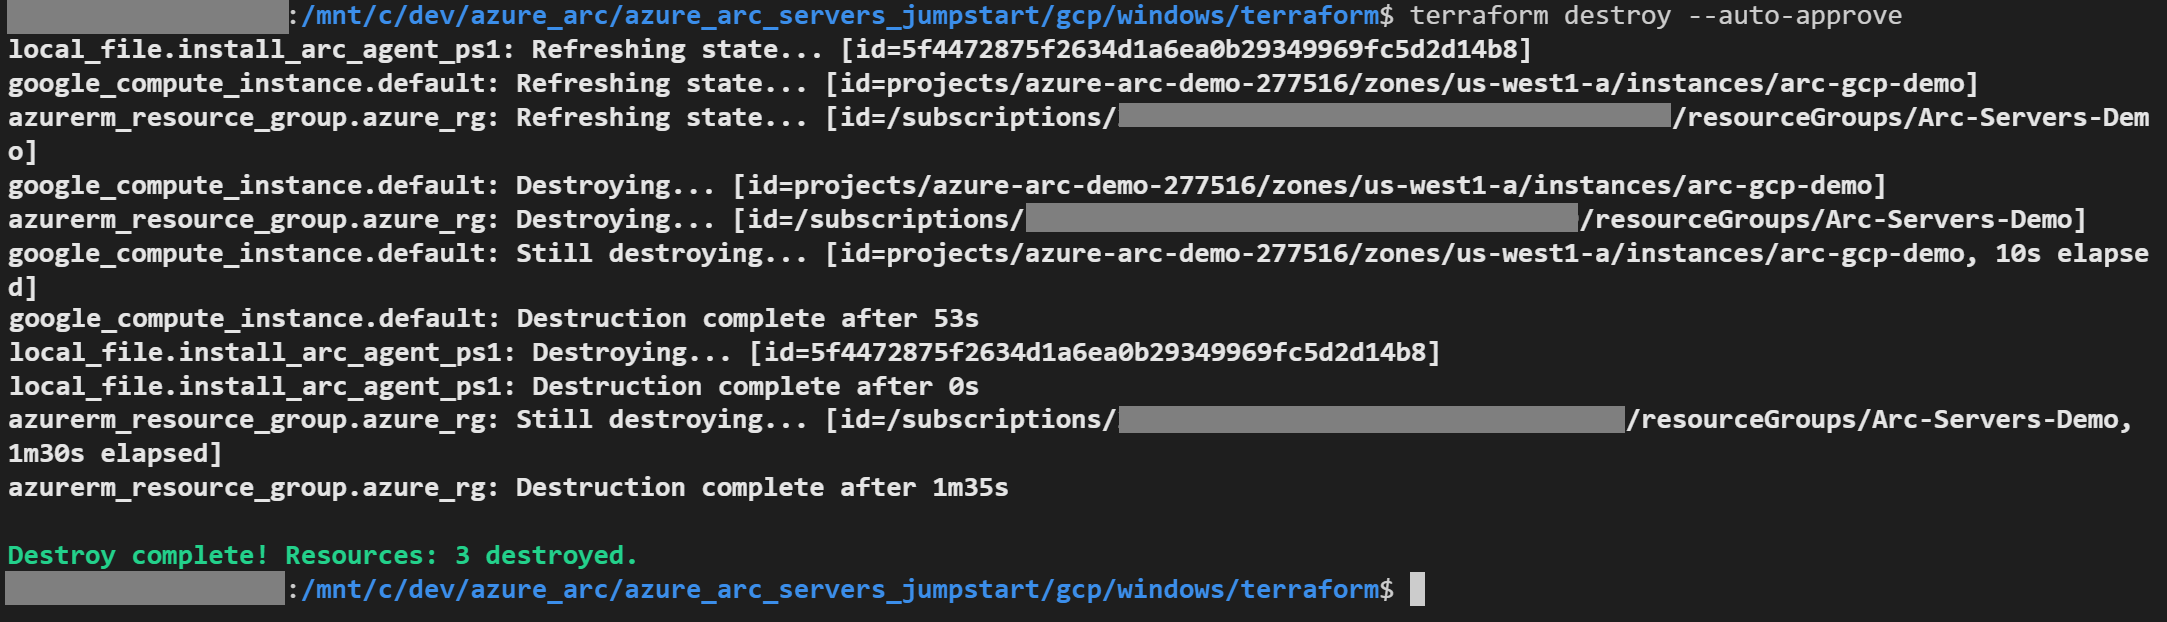 :/mnt/c/dev/azure_arc/azure_arc_servers_jumpstart/gcp/windows/terraform$ terraform destroy --auto-approve
local_file.install_arc_agent_ps1: Refreshing state... [id=5f4472875f2634d1a6ea0b29349969fc5d2d14b8]
google_compute_instance.default: Refreshing state... [id=projects/azure-arc-demo-277516/zones/us-west1-a/instances/arc-gcp-demo]
azurerm_resource_group.azure_rg: Refreshing state... [id=/subscriptions/ /resourceGroups/Arc-Servers-Dem
o]
google_compute_instance.default: Destroying... [id=projects/azure-arc-demo-277516/zones/us-west1-a/instances/arc-gcp-demo]
azurerm_resource_group.azure_rg: Destroying... [id=/subscriptions/ /resourceGroups/Arc-Servers-Demo]
google_compute_instance.default: Still destroying... [id=projects/azure-arc-demo-277516/zones/us-west1-a/instances/arc-gcp-demo, 10s elapse
d]
google_compute_instance.default: Destruction complete after 53s
local_file.install_arc_agent_ps1: Destroying... [id=5f4472875f2634d1a6ea0b29349969fc5d2d14b8]
local_file.install_arc_agent_ps1: Destruction complete after 0s
azurerm_resource_group.azure_rg: Still destroying... [id=/subscriptions/ /resourceGroups/Arc-Servers-Demo,
1m30s elapsed]
azurerm_resource_group.azure_rg: Destruction complete after 1m35s
Destroy complete! Resources: 3 destroyed.
:/mnt/c/dev/azure_arc/azure_arc_servers_jumpstart/gcp/windows/terraform$